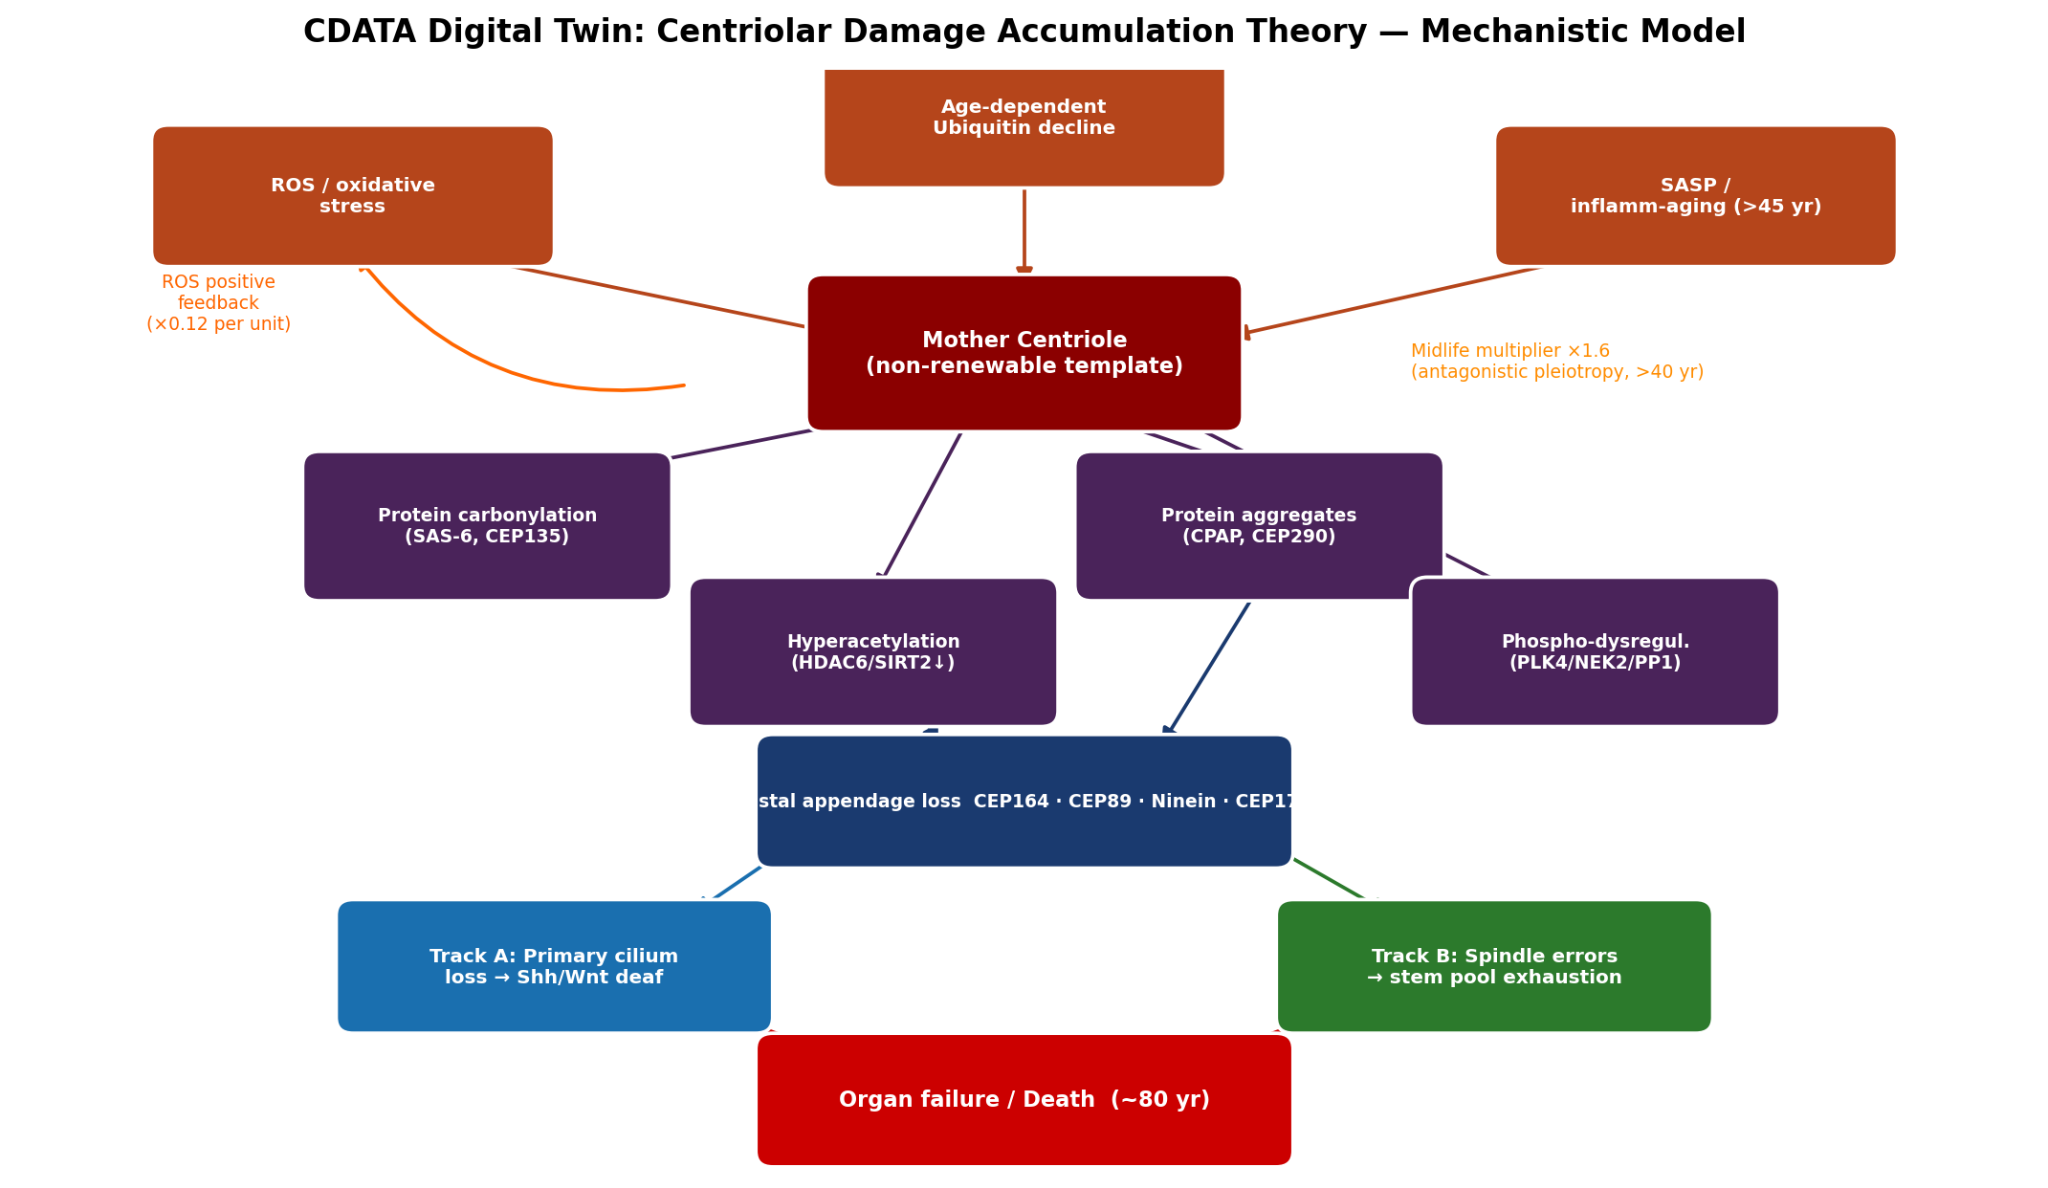 CDATA Digital Twin: Centriolar Damage Accumulation Theory — Mechanistic Model
Age-dependent
Ubiquitin decline
ROS / oxidative
stress
SASP /
inflamm-aging (>45 yr)
ROS positive
feedback
(×0.12 per unit)
Mother Centriole
(non-renewable template)
Midlife multiplier ×1.6
(antagonistic pleiotropy, >40 yr)
Protein carbonylation
(SAS-6, CEP135)
Protein aggregates
(CPAP, CEP290)
Hyperacetylation
(HDAC6/SIRT2↓)
Phospho-dysregul.
(PLK4/NEK2/PP1)
stal appendage loss  CEP164 · CEP89 · Ninein · CEP17
Track A: Primary cilium
loss → Shh/Wnt deaf
Track B: Spindle errors
→ stem pool exhaustion
Organ failure / Death  (~80 yr)